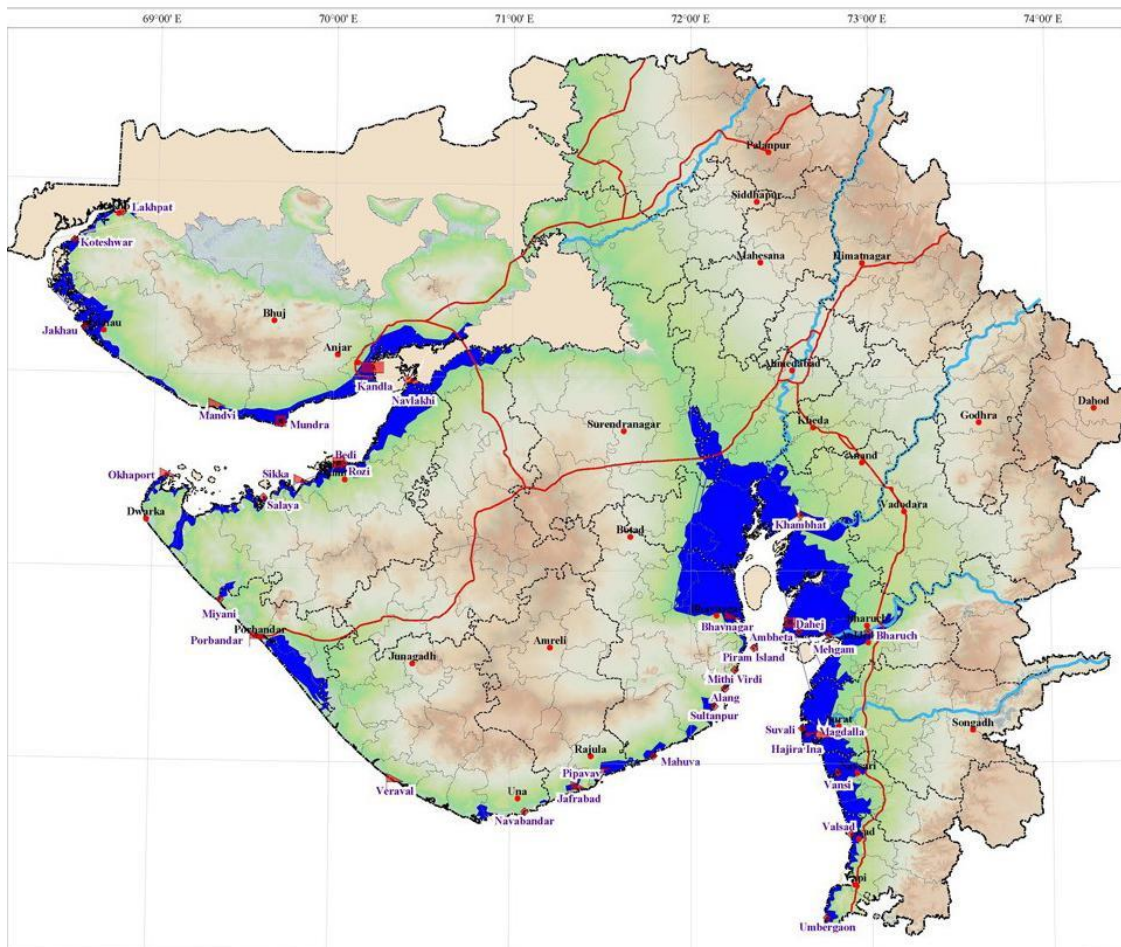 69°00' E
70°00' E
71°00' E
72°00' E
73°00' E
74°00' E
Palanpur
Siddhapur
Lakhpat
Koteshwar
Mahesana
Himatnagar
Bhuj
Jakhau
Anjar
Kandla
Ahmedabad
Navlakhi
Mandvi
Mundra
Dahod
Godhra
Kheda
Surendranagar
Bedi
Anand
Okhaport
Sikka
Rozi
Salaya
Dwarka
Vadodara
Khambhat
Botad
Miyani
Porbandar
Porbandar
Bhavnagar
Dahej
Bharuch
Bharuch
Ambheta
Mehgam
Amreli
Piram Island
Junagadh
Mithi Virdi
Alang
Sultanpur
Suvali
Magdalla
Songadh
Hajira Ina
Rajula
Mahuva
Pipavav
Vansi
Veraval
Jafrabad
Una
Navabandar
Valsad
Vapi
Umbergaon